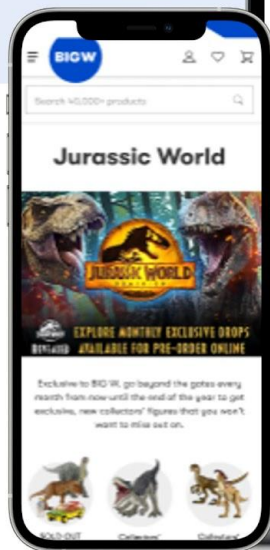 BIGW
Search 40,000+ products
Jurassic World
JURASSIC WORLD
EXPLORE MONTHLY EXCLUSIVE DROPS
AVAILABLE FOR PRE-ORDER ONLINE
Exclusive to BIG W, go beyond the gates every
month from now until the end of the year to get
exclusive, new collectors' figures that you won't
want to miss out on.
SOLD OUT
Collectors'
Collectors'